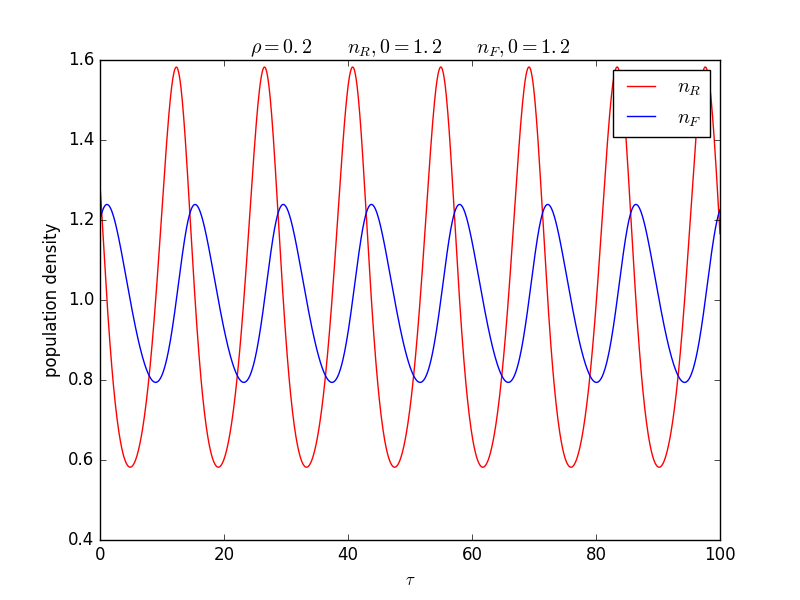 ρ = 0.2 n_R, 0 = 1.2 n_F, 0 = 1.2
n_R
n_F
1.6
1.4
1.2
1.0
0.8
0.6
0.4
population density
0 20 40 60 80 100
τ